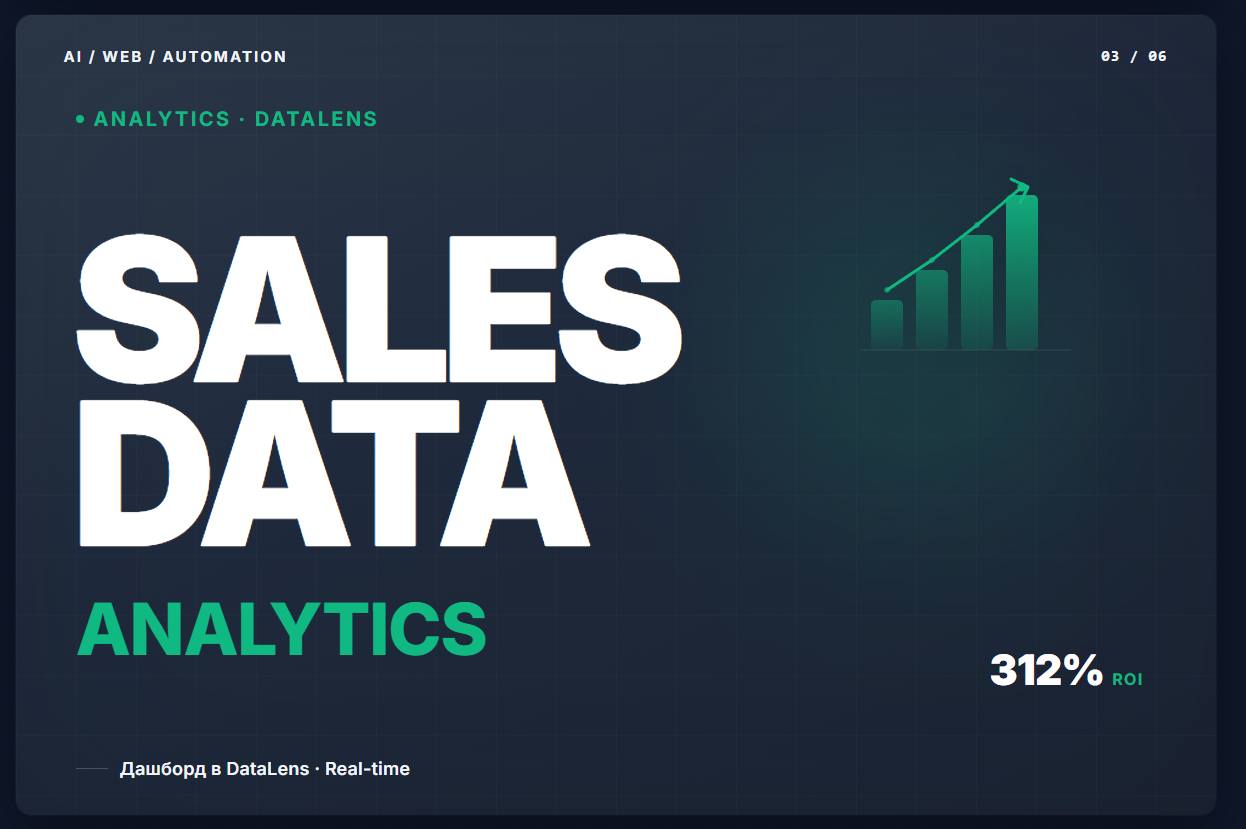 AI / WEB / AUTOMATION
03 / 06
• ANALYTICS · DATALENS
SALES
DATA
ANALYTICS
312% ROI
Дашборд в DataLens · Real-time